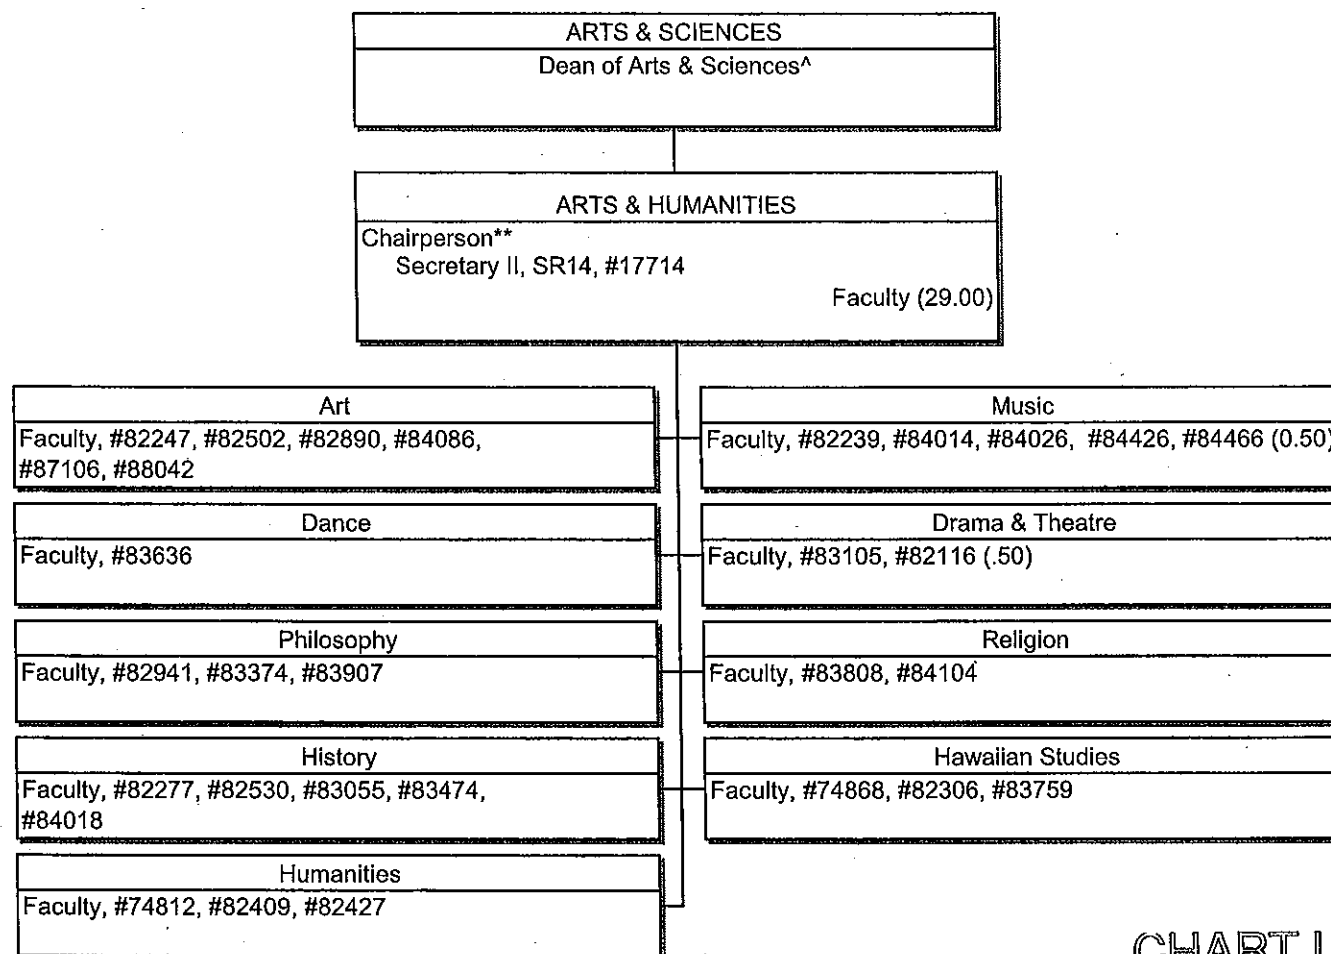 ARTS & SCIENCES
Dean of Arts & Sciences^
ARTS & HUMANITIES
Chairperson**
Secretary II, SR14, #17714
Faculty (29.00)
Art
Faculty, #82247, #82502, #82890, #84086,
#87106, #88042
Music
Faculty, #82239, #84014, #84026, #84426, #84466 (0.50)
Dance
Faculty, #83636
Drama & Theatre
Faculty, #83105, #82116 (.50)
Philosophy
Faculty, #82941, #83374, #83907
Religion
Faculty, #83808, #84104
History
Faculty, #82277, #82530, #83055, #83474,
#84018
Hawaiian Studies
Faculty, #74868, #82306, #83759
Humanities
Faculty, #74812, #82409, #82427
CHART